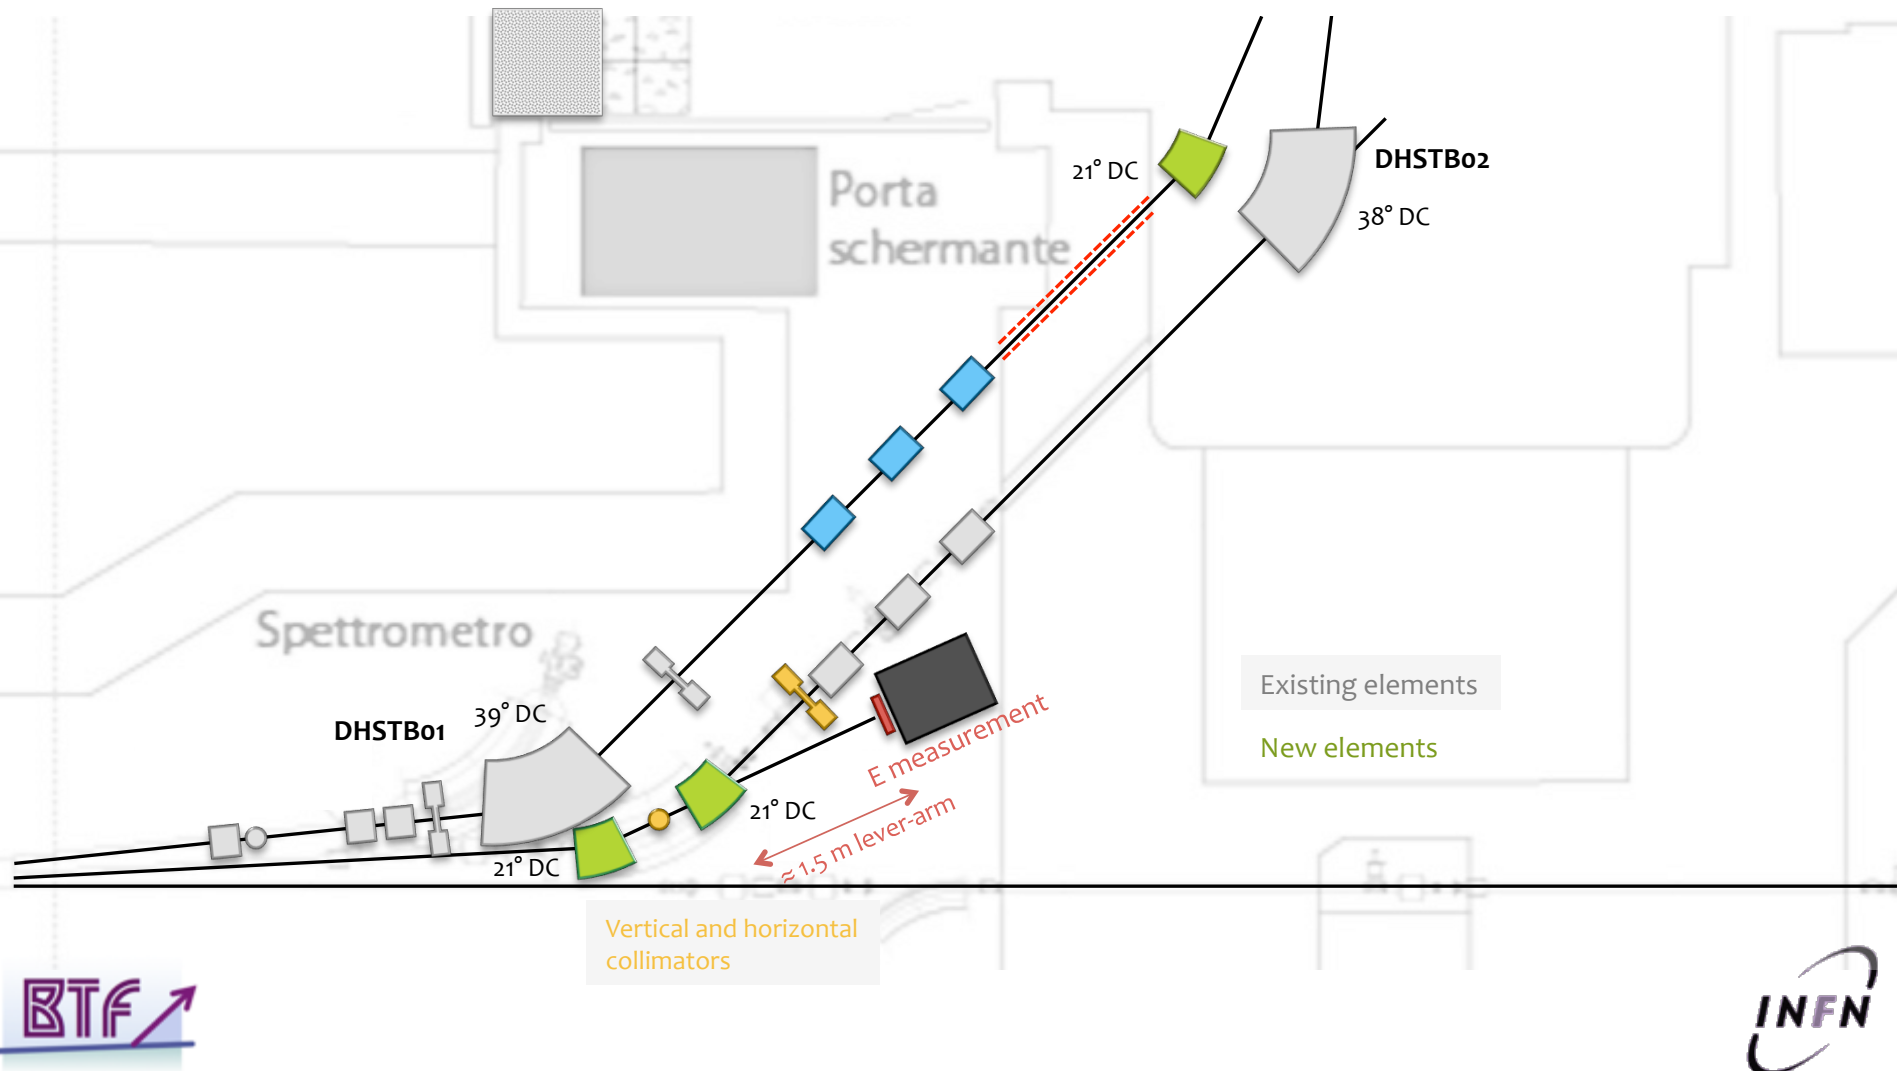 Porta
schermante
21° DC
DHSTB02
38° DC
Spettrometro
39° DC
DHSTB01
Existing elements
New elements
E measurement
21° DC
≈ 1.5 m lever-arm
21° DC
Vertical and horizontal
collimators
BTF
INFN